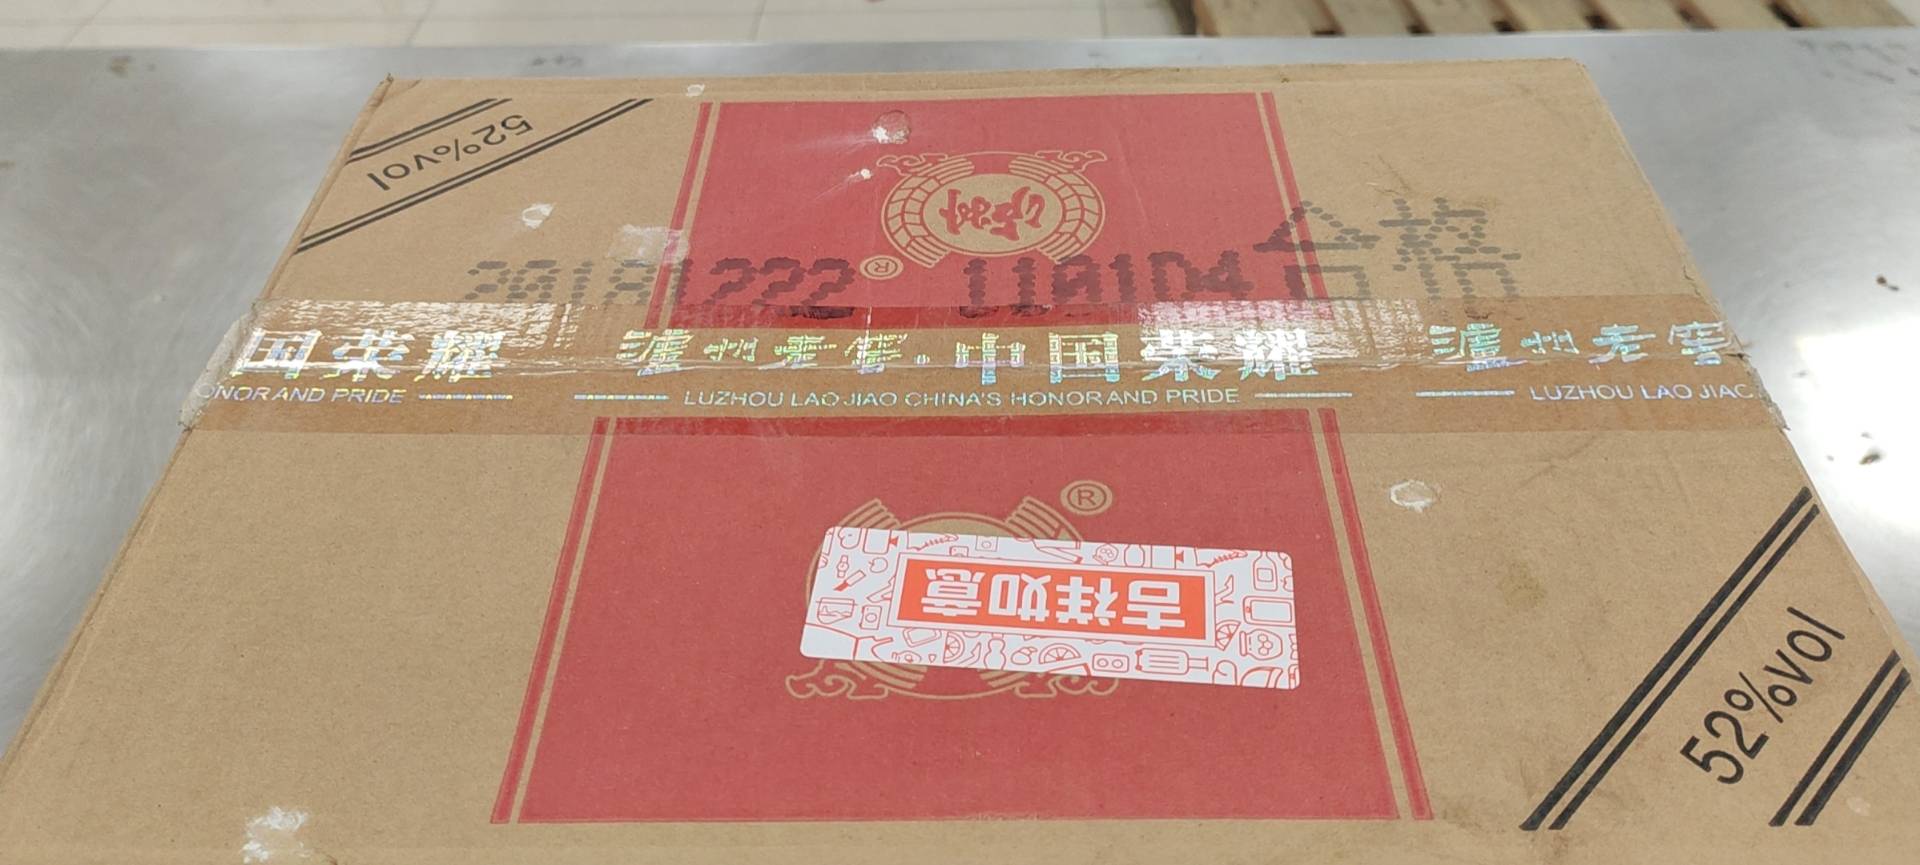 52%vol
20181222 110104 合格
国荣耀 泸州老窖·中国荣耀 泸州老窖
ONOR AND PRIDE LUZHOU LAO JIAO CHINA'S HONOR AND PRIDE LUZHOU LAO JIAC
吉祥如意
52%vol